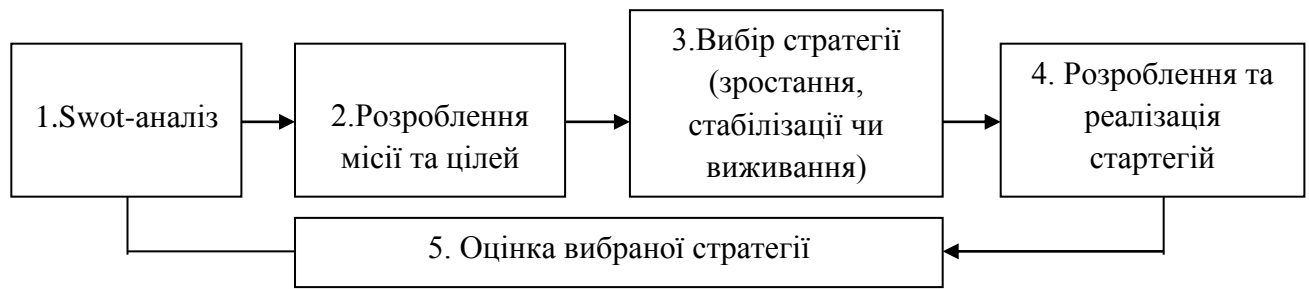 1.Swot-аналіз
2.Розроблення
місії та цілей
3.Вибір стратегії
(зростання,
стабілізації чи
виживання)
4. Розроблення та
реалізація
стартегій
5. Оцінка вибраної стратегії